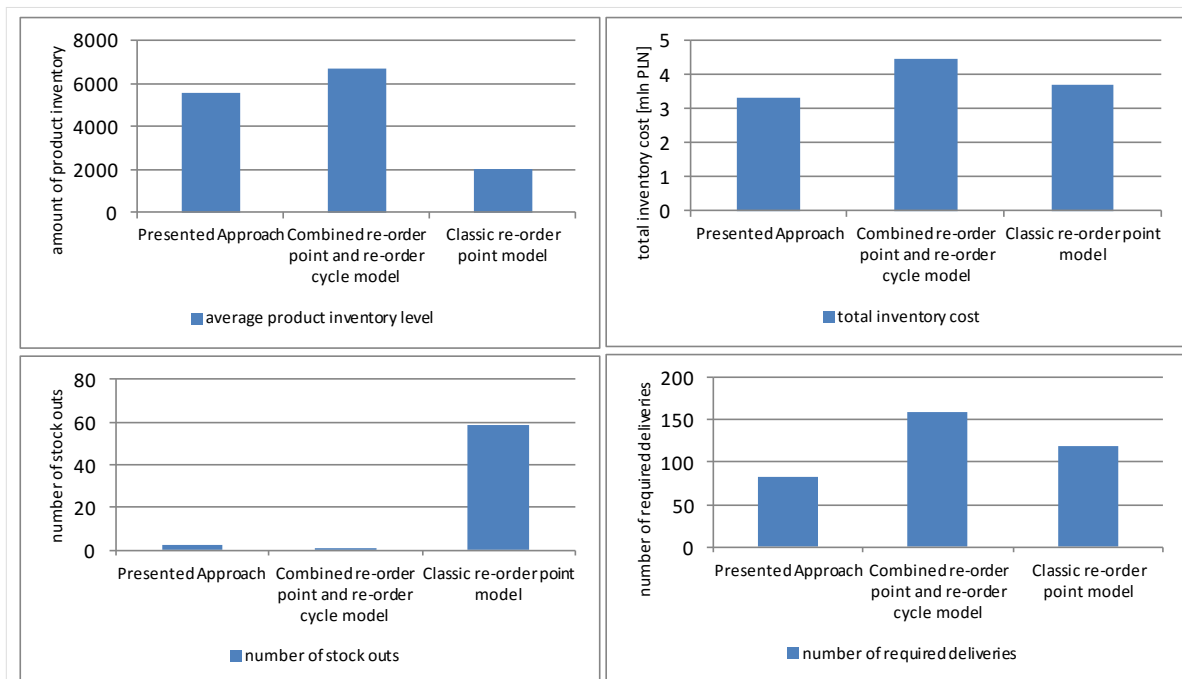 amount of product inventory
8000
6000
4000
2000
0
Presented Approach
Combined re-order
point and re-order
cycle model
Classic re-order
point model
average product inventory level
total inventory cost [mln PLN]
5
4
3
2
1
0
Presented Approach
Combined re-order
point and re-order
cycle model
Classic re-order point
model
total inventory cost
number of stock outs
80
60
40
20
0
Presented Approach
Combined re-order
point and re-order
cycle model
Classic re-order point
model
number of stock outs
number of required deliveries
200
150
100
50
0
Presented Approach
Combined re-order
point and re-order
cycle model
Classic re-order
point model
number of required deliveries